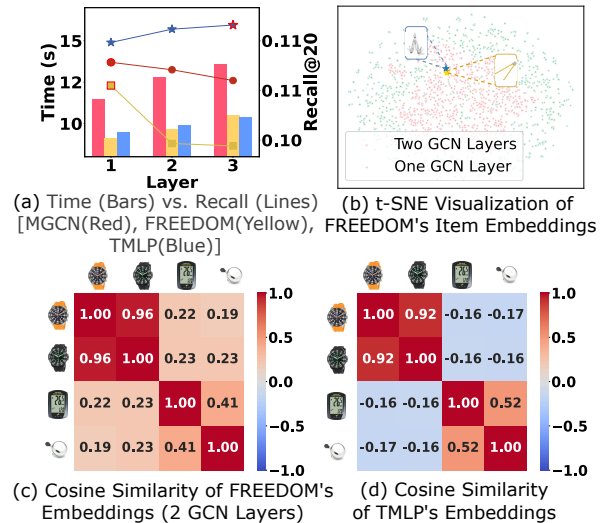 15
12
10
Time (s)
0.11
0.11
0.10
Recall@20
1 2 3
Layer
(a) Time (Bars) vs. Recall (Lines)
[MGCN(Red), FREEDOM(Yellow),
TMLP(Blue)]
Two GCN Layers
One GCN Layer
(b) t-SNE Visualization of
FREEDOM's Item Embeddings
1.00 0.96 0.22 0.19
0.96 1.00 0.23 0.23
0.22 0.23 1.00 0.41
0.19 0.23 0.41 1.00
1.0
0.5
0.0
−0.5
−1.0
(c) Cosine Similarity of FREEDOM's
Embeddings (2 GCN Layers)
1.00 0.92 -0.16 -0.17
0.92 1.00 -0.16 -0.16
-0.16 -0.16 1.00 0.52
-0.17 -0.16 0.52 1.00
1.0
0.5
0.0
−0.5
−1.0
(d) Cosine Similarity
of TMLP's Embeddings